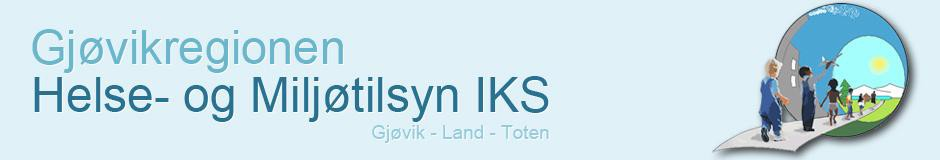 Gjøvikregionen
Helse- og Miljøtilsyn IKS
Gjøvik - Land - Toten